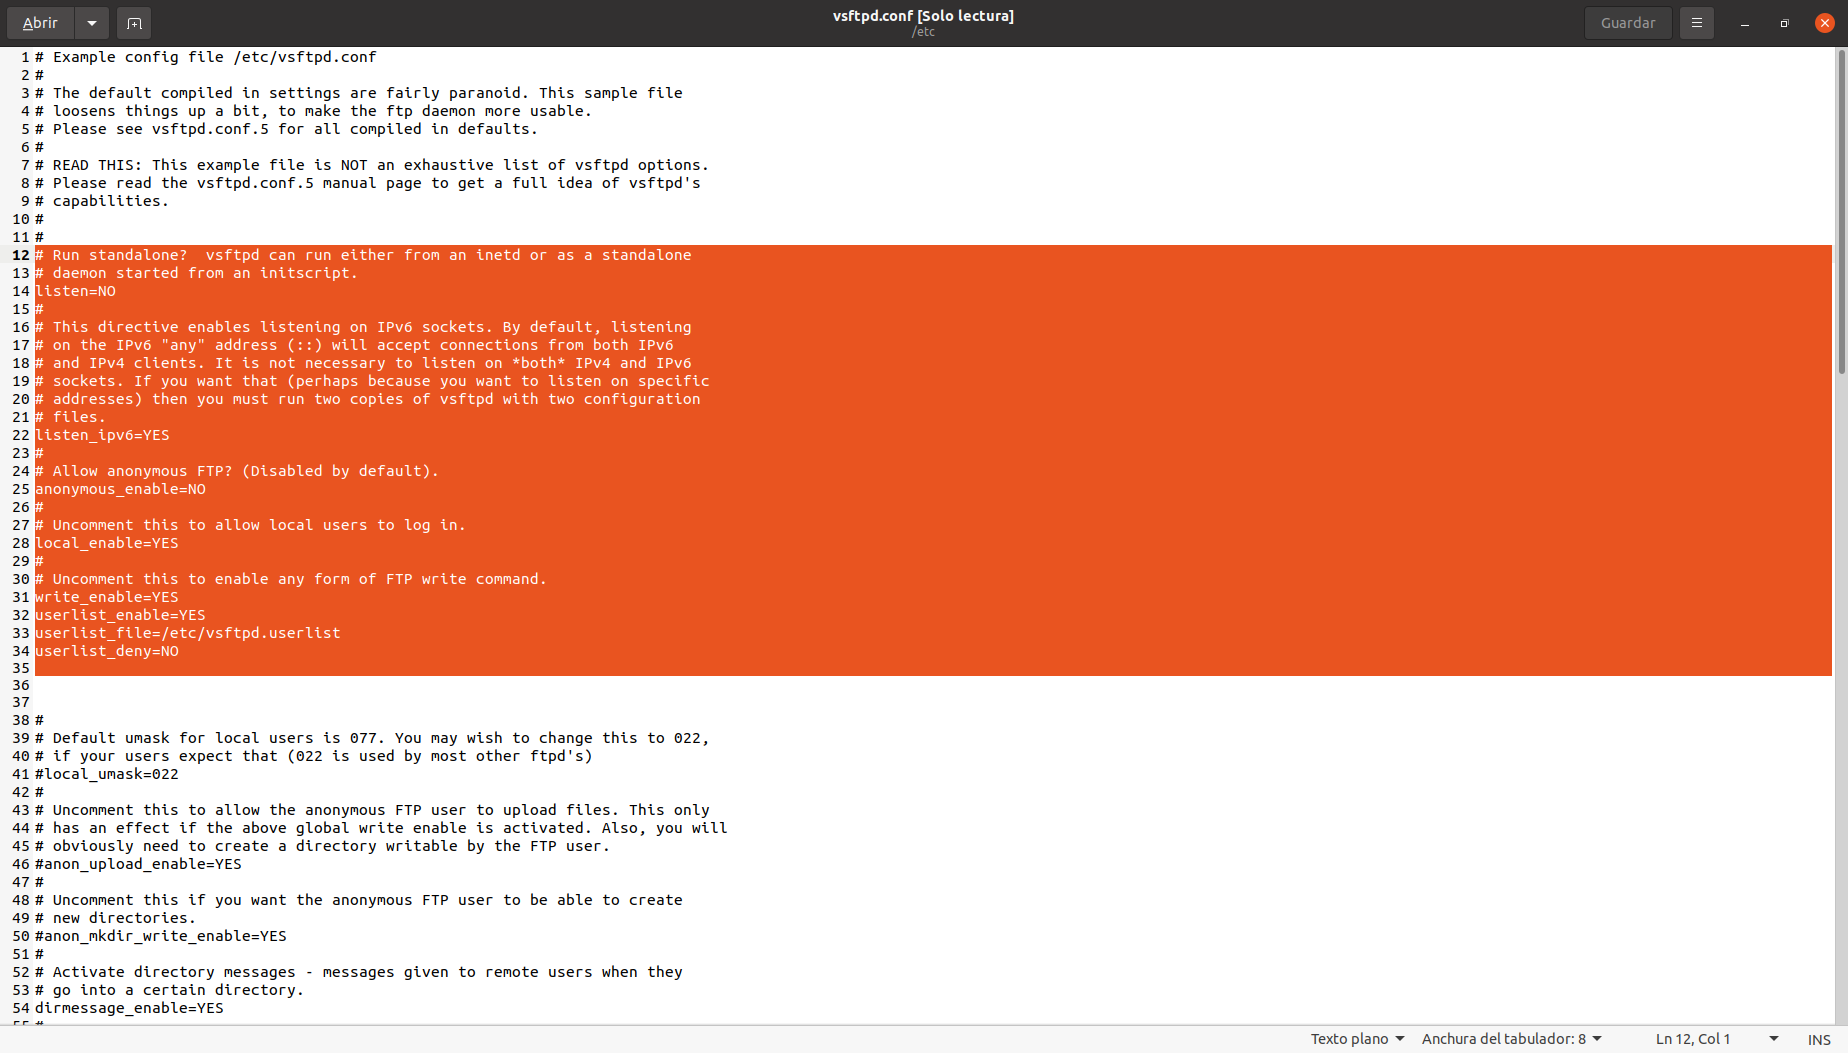 Abrir
vsftpd.conf [Solo lectura]
/etc
Guardar
1 # Example config file /etc/vsftpd.conf
2 #
3 # The default compiled in settings are fairly paranoid. This sample file
4 # loosens things up a bit, to make the ftp daemon more usable.
5 # Please see vsftpd.conf.5 for all compiled in defaults.
6 #
7 # READ THIS: This example file is NOT an exhaustive list of vsftpd options.
8 # Please read the vsftpd.conf.5 manual page to get a full idea of vsftpd's
9 # capabilities.
10 #
11 #
12 # Run standalone?  vsftpd can run either from an inetd or as a standalone
13 # daemon started from an initscript.
14 listen=NO
15 #
16 # This directive enables listening on IPv6 sockets. By default, listening
17 # on the IPv6 "any" address (::) will accept connections from both IPv6
18 # and IPv4 clients. It is not necessary to listen on *both* IPv4 and IPv6
19 # sockets. If you want that (perhaps because you want to listen on specific
20 # addresses) then you must run two copies of vsftpd with two configuration
21 # files.
22 listen_ipv6=YES
23 #
24 # Allow anonymous FTP? (Disabled by default).
25 anonymous_enable=NO
26 #
27 # Uncomment this to allow local users to log in.
28 local_enable=YES
29 #
30 # Uncomment this to enable any form of FTP write command.
31 write_enable=YES
32 userlist_enable=YES
33 userlist_file=/etc/vsftpd.userlist
34 userlist_deny=NO
35
36
37
38 #
39 # Default umask for local users is 077. You may wish to change this to 022,
40 # if your users expect that (022 is used by most other ftpd's)
41 #local_umask=022
42 #
43 # Uncomment this to allow the anonymous FTP user to upload files. This only
44 # has an effect if the above global write enable is activated. Also, you will
45 # obviously need to create a directory writable by the FTP user.
46 #anon_upload_enable=YES
47 #
48 # Uncomment this if you want the anonymous FTP user to be able to create
49 # new directories.
50 #anon_mkdir_write_enable=YES
51 #
52 # Activate directory messages - messages given to remote users when they
53 # go into a certain directory.
54 dirmessage_enable=YES
55 #
Texto plano Anchura del tabulador: 8 Ln 12, Col 1 INS